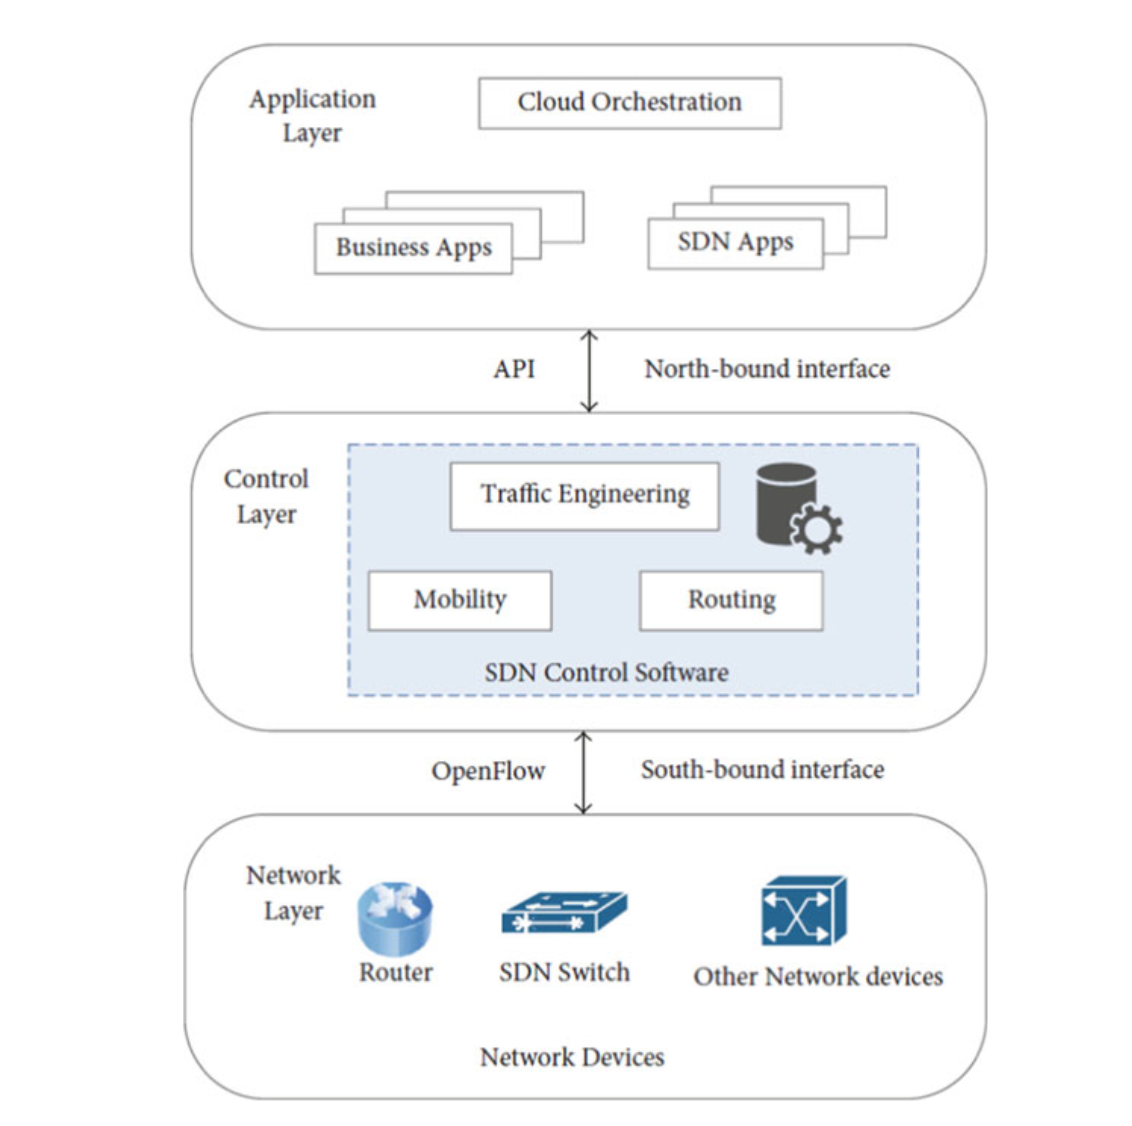 Application
Layer
Cloud Orchestration
Business Apps
SDN Apps
API
North-bound interface
Control
Layer
Traffic Engineering
Mobility
Routing
SDN Control Software
OpenFlow
South-bound interface
Network
Layer
Router
SDN Switch
Other Network devices
Network Devices